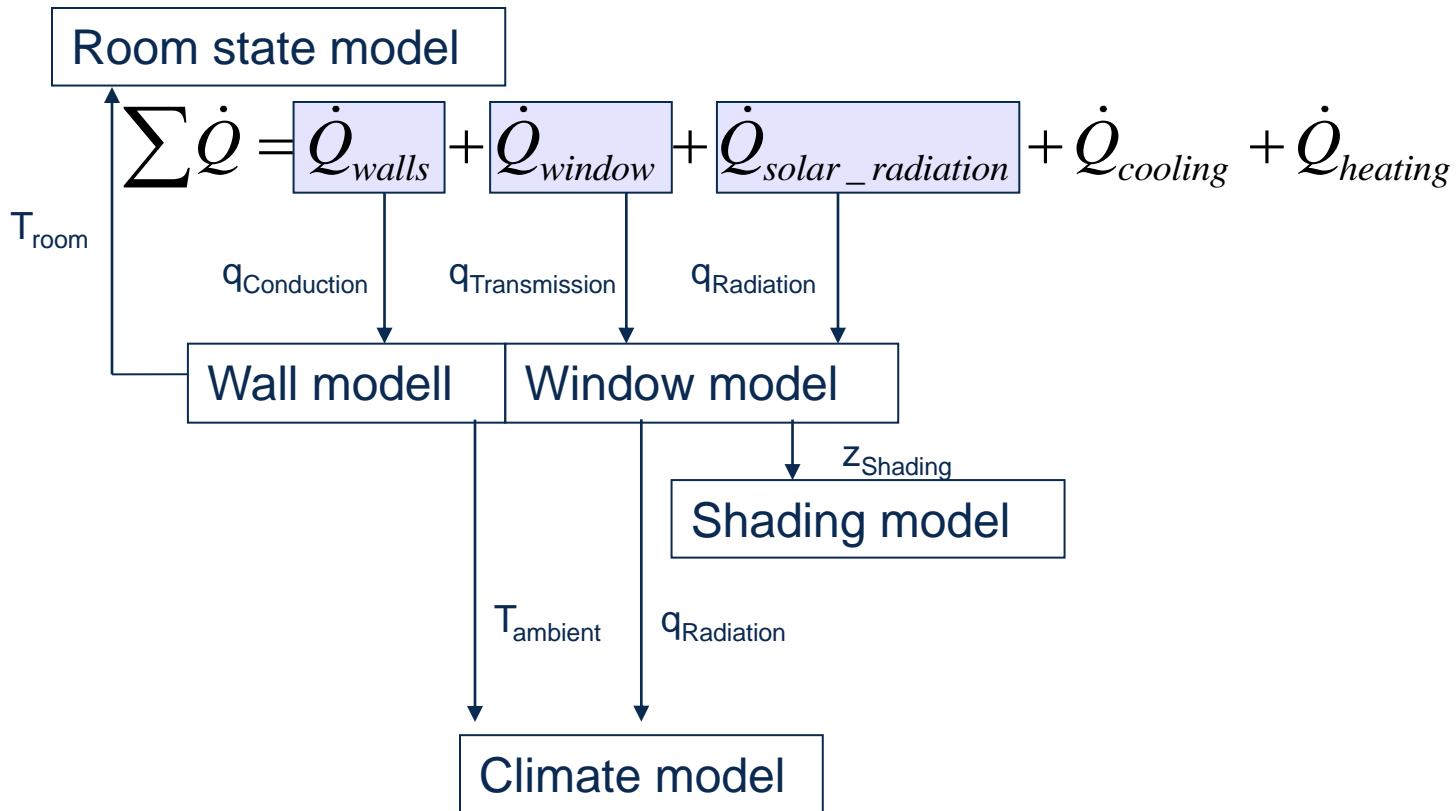 Room state model
∑Q̇ = Q̇walls + Q̇window + Q̇solar_radiation + Q̇cooling + Q̇heating
Troom
qConduction qTransmission qRadiation
Wall modell Window model
zShading
Shading model
Tambient qRadiation
Climate model